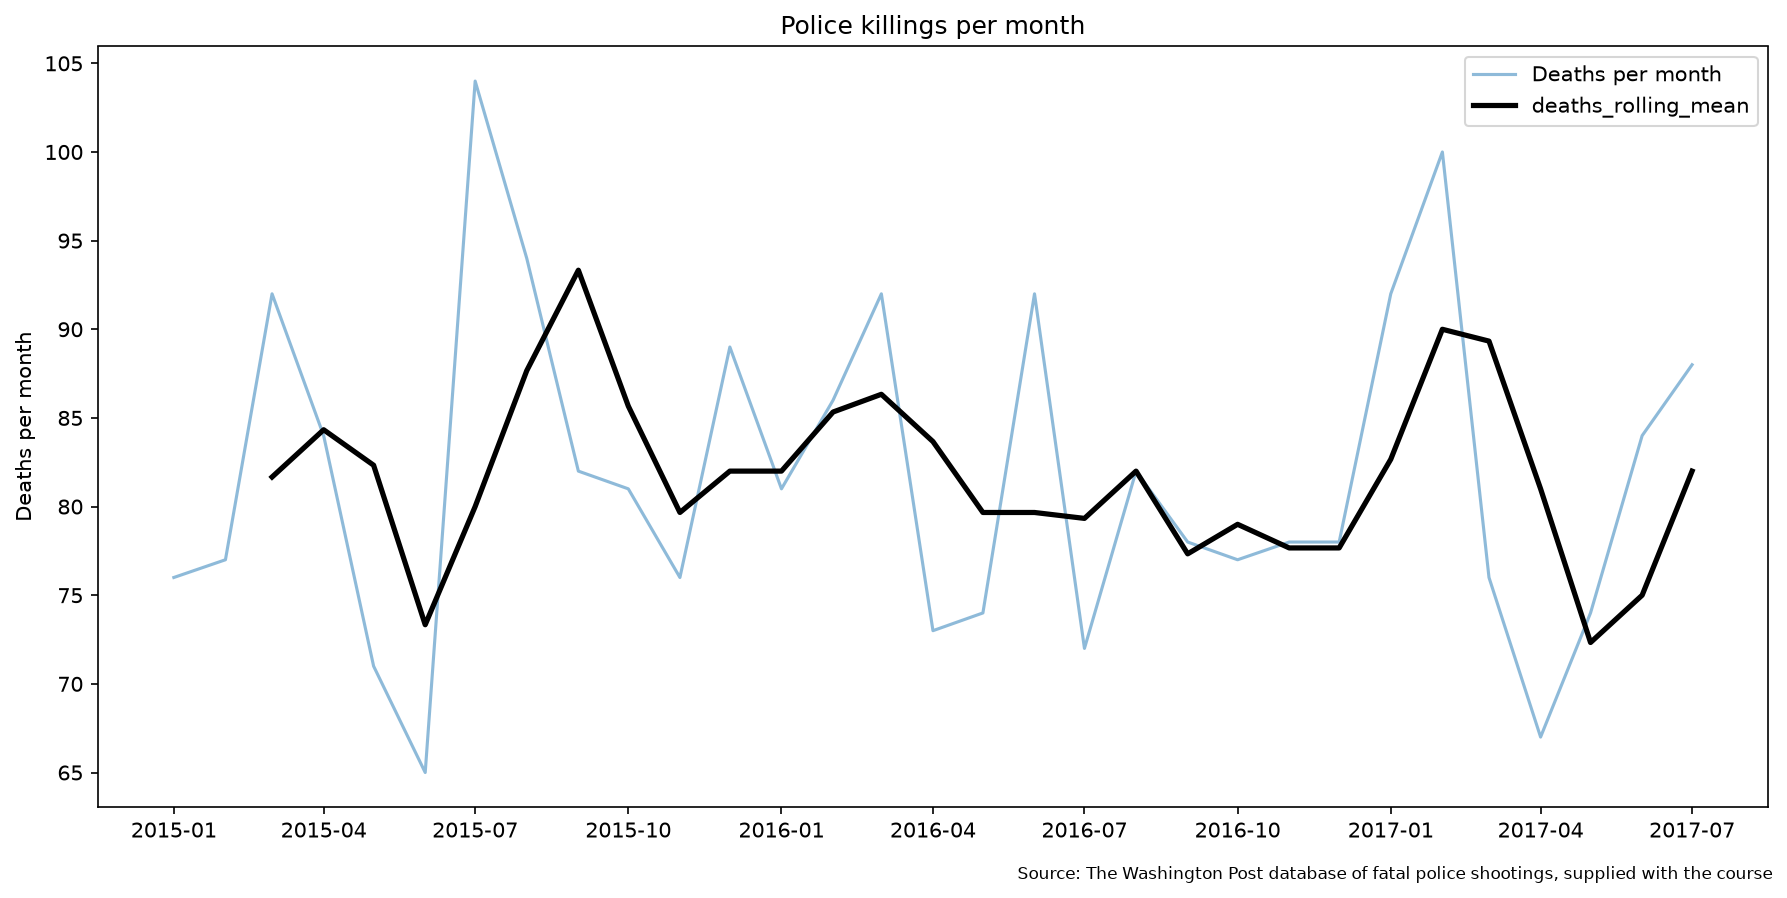 Police killings per month
Deaths per month
deaths_rolling_mean
Deaths per month
105
100
95
90
85
80
75
70
65
2015-01 2015-04 2015-07 2015-10 2016-01 2016-04 2016-07 2016-10 2017-01 2017-04 2017-07
Source: The Washington Post database of fatal police shootings, supplied with the course